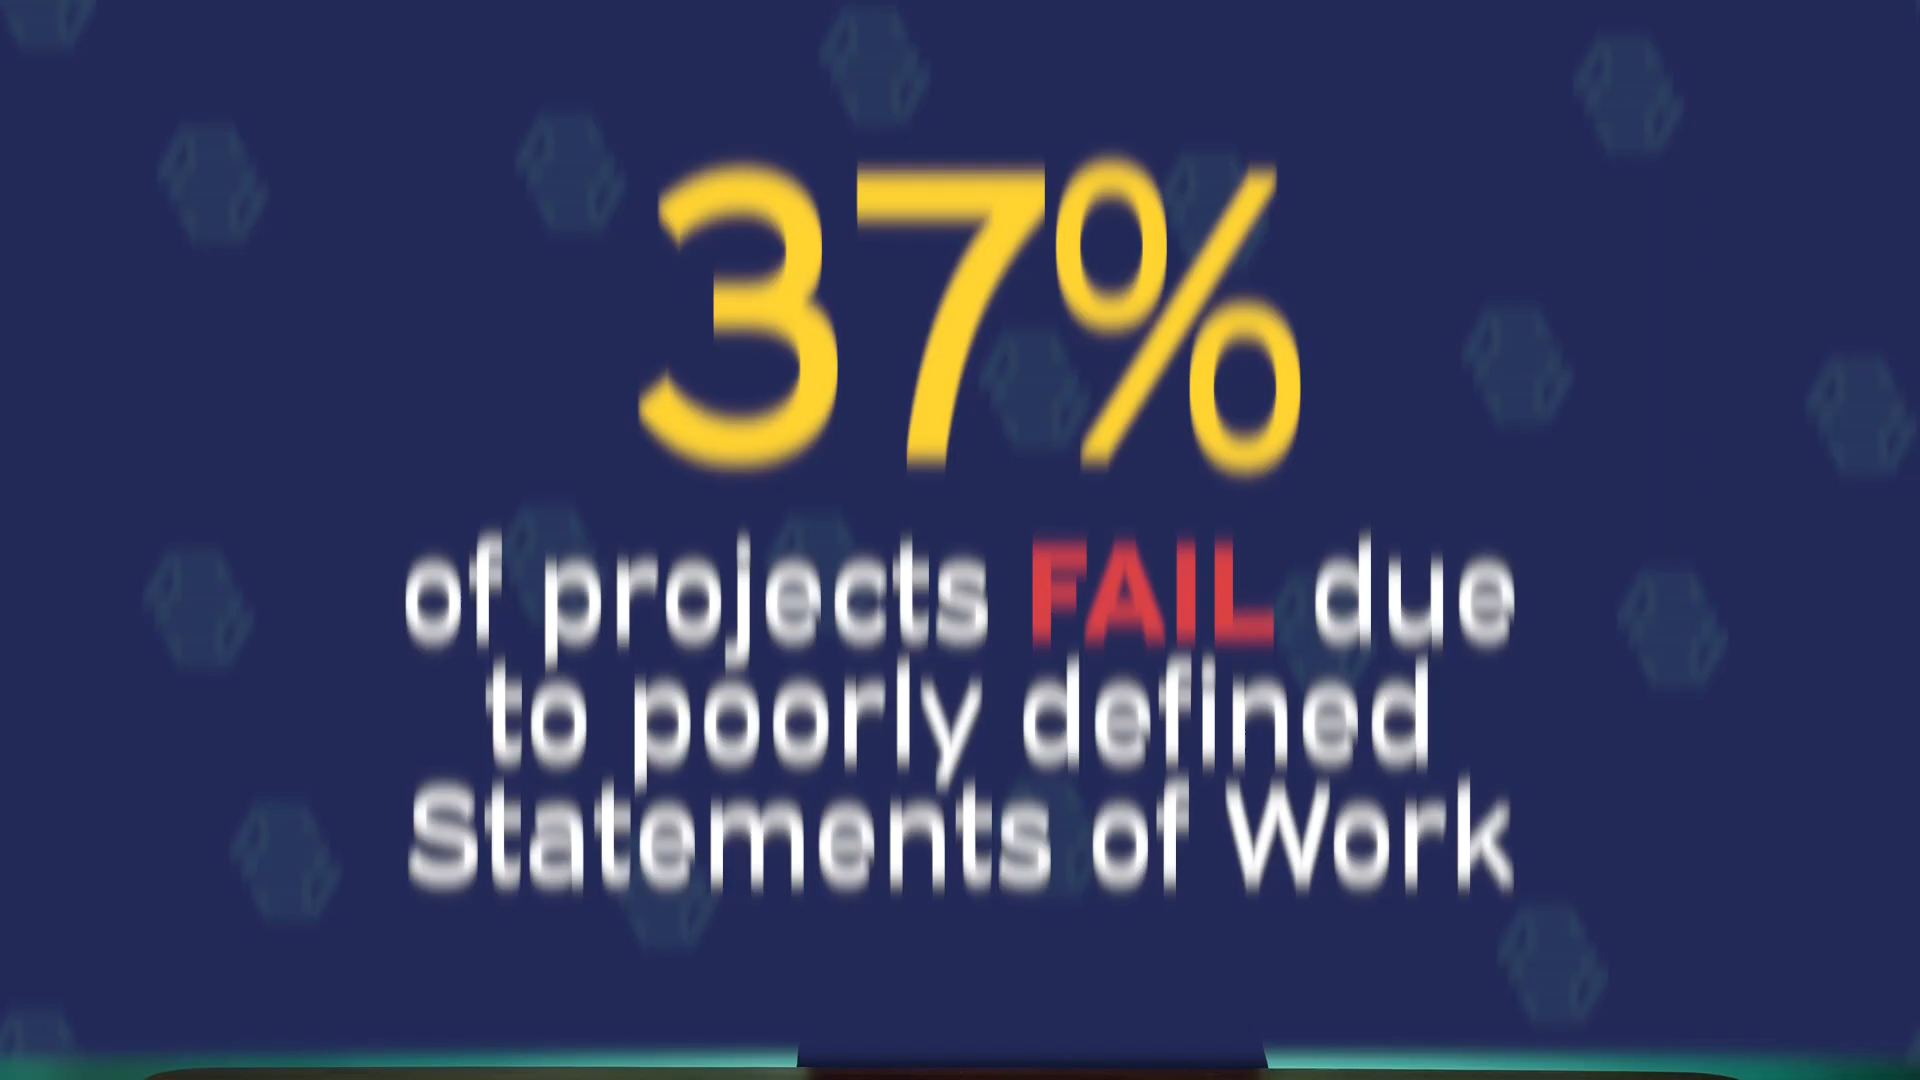 37%
of projects FAIL due
to poorly defined
Statements of Work